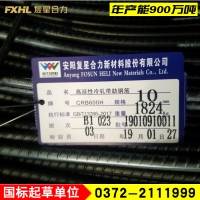 FXHL 复星合力
年产能900万吨
安阳复星合力新材料股份有限公司
Anyang FOSUN HELI New Materials Co., Ltd.
高延性冷轧带肋钢筋
CRB600H 规格 10
GB/T13788-2017 1824
B1 023 19010910011
03 19 01 27
国标起草单位 0372-2111999